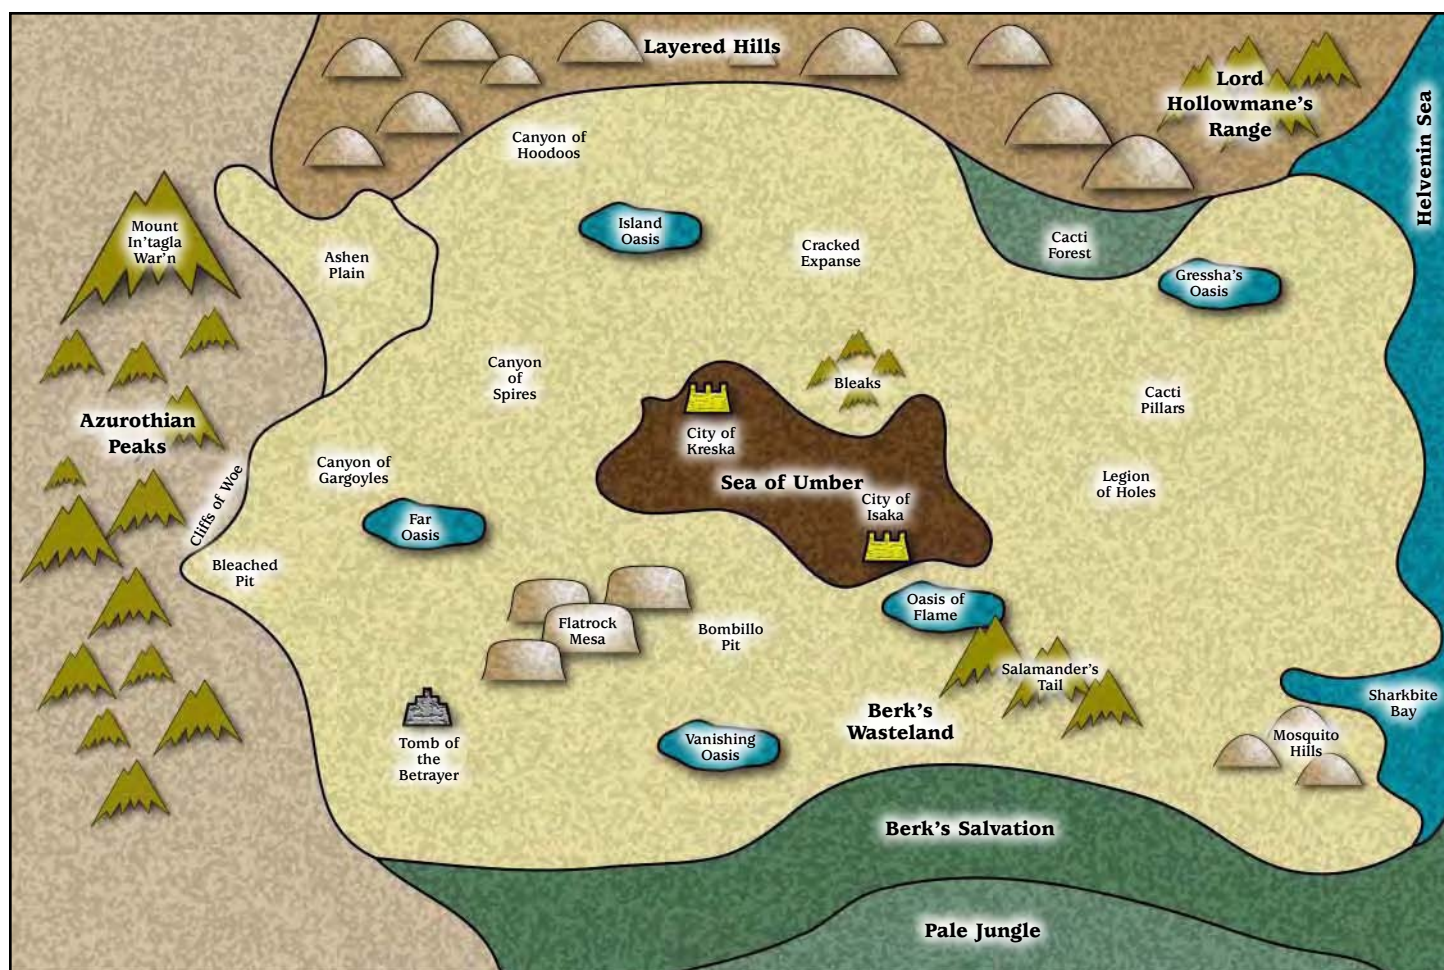 Layered Hills
Lord
Hollowmane's
Range
Helvenin Sea
Canyon of
Hoodoos
Mount
In'tagla
War'n
Ashen
Plain
Island
Oasis
Cracked
Expanse
Cacti
Forest
Gressha's
Oasis
Canyon
of
Spires
Bleaks
Cacti
Pillars
Azurothian
Peaks
City of
Kreska
Canyon of
Gargoyles
Cliffs of Woe
Sea of Umber
Legion
of Holes
City of
Isaka
Far
Oasis
Bleached
Pit
Oasis of
Flame
Flatrock
Mesa
Bombillo
Pit
Salamander's
Tail
Sharkbite
Bay
Berk's
Wasteland
Mosquito
Hills
Tomb of
the
Betrayer
Vanishing
Oasis
Berk's Salvation
Pale Jungle